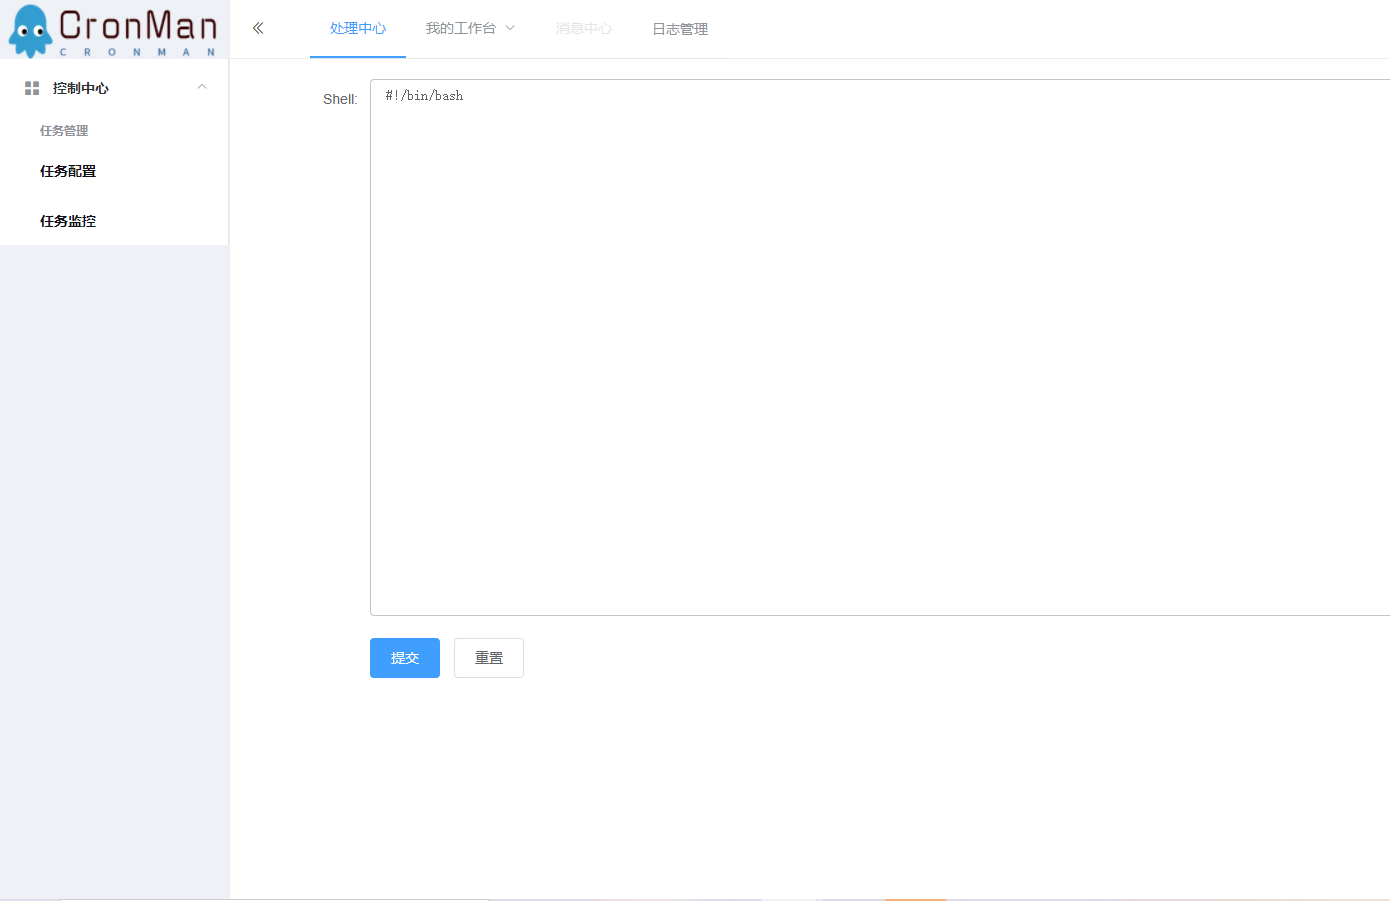 CronMan
CRONMAN
处理中心
我的工作台
消息中心
日志管理
控制中心
任务管理
任务配置
任务监控
Shell:
#!/bin/bash
提交
重置